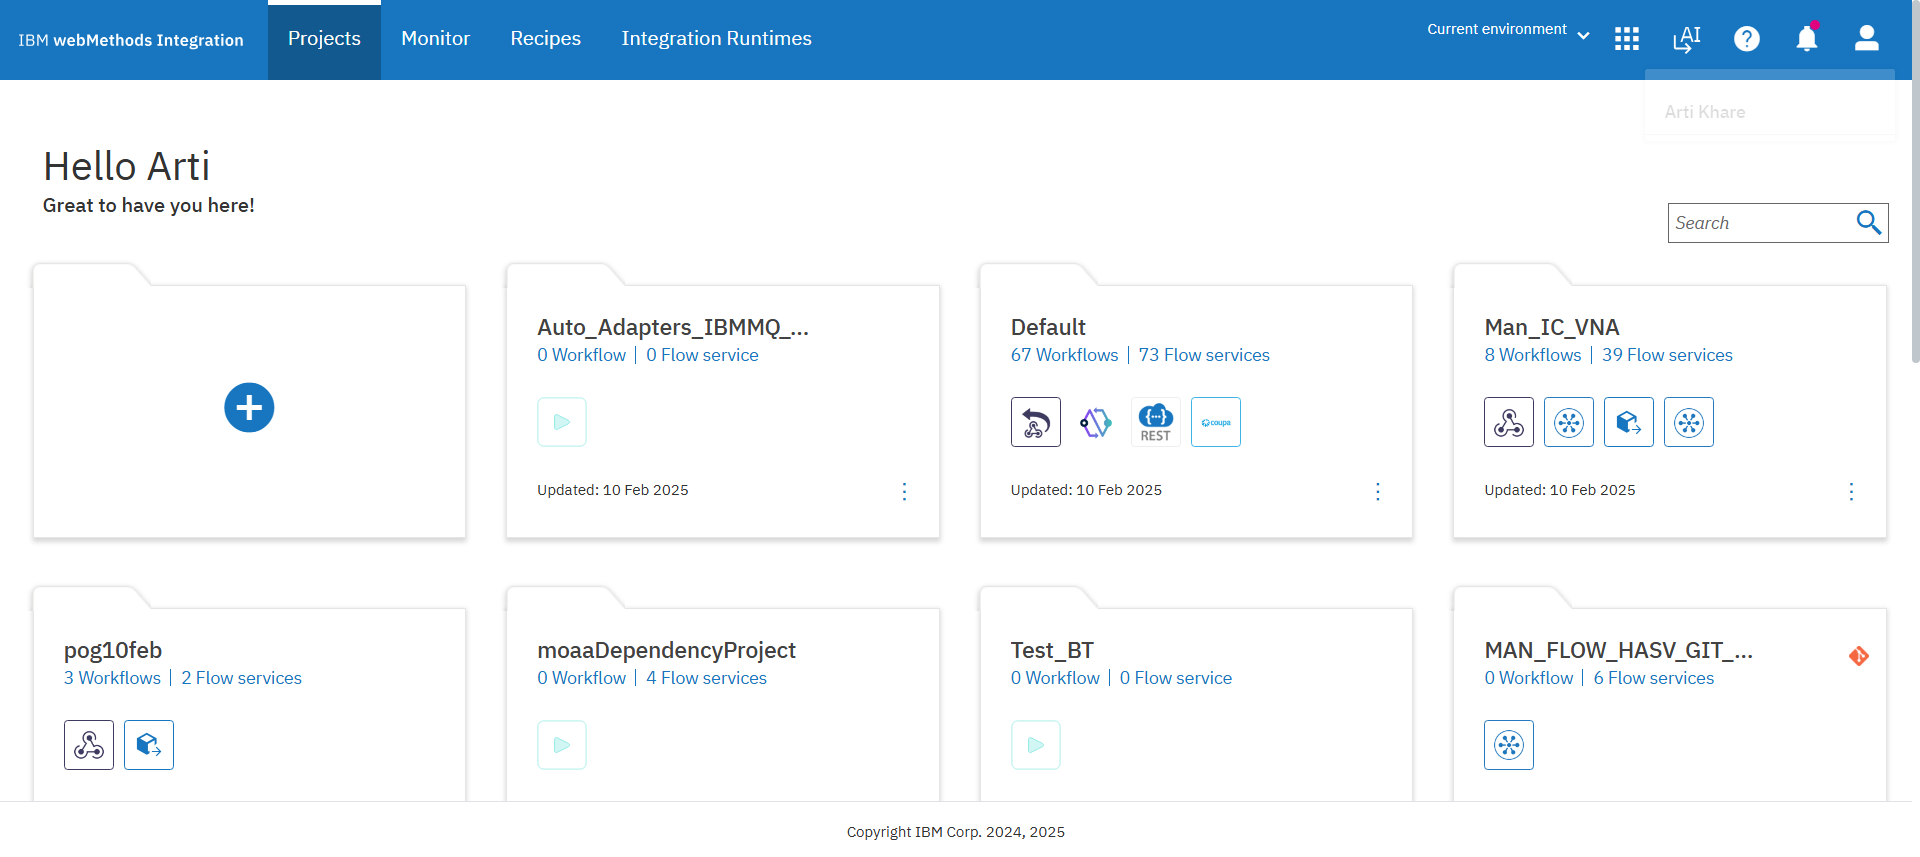 IBM webMethods Integration
Projects
Monitor
Recipes
Integration Runtimes
Current environment
AI
?
Arti Khare
Hello Arti
Great to have you here!
Search
Auto_Adapters_IBMMQ_...
0 Workflow | 0 Flow service
Updated: 10 Feb 2025
Default
67 Workflows | 73 Flow services
REST
coupa
Updated: 10 Feb 2025
Man_IC_VNA
8 Workflows | 39 Flow services
Updated: 10 Feb 2025
pog10feb
3 Workflows | 2 Flow services
moaaDependencyProject
0 Workflow | 4 Flow services
Test_BT
0 Workflow | 0 Flow service
MAN_FLOW_HASV_GIT_...
0 Workflow | 6 Flow services
Copyright IBM Corp. 2024, 2025